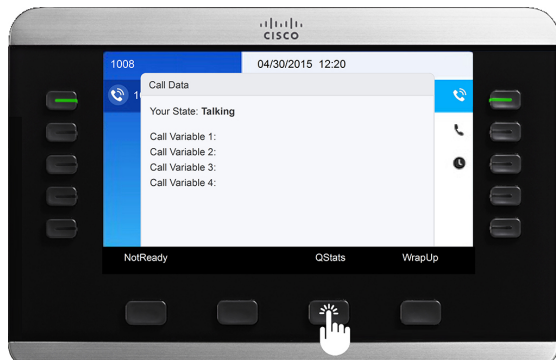 CISCO
1008
04/30/2015 12:20
Call Data
1
Your State: Talking
Call Variable 1:
Call Variable 2:
Call Variable 3:
Call Variable 4:
NotReady QStats WrapUp